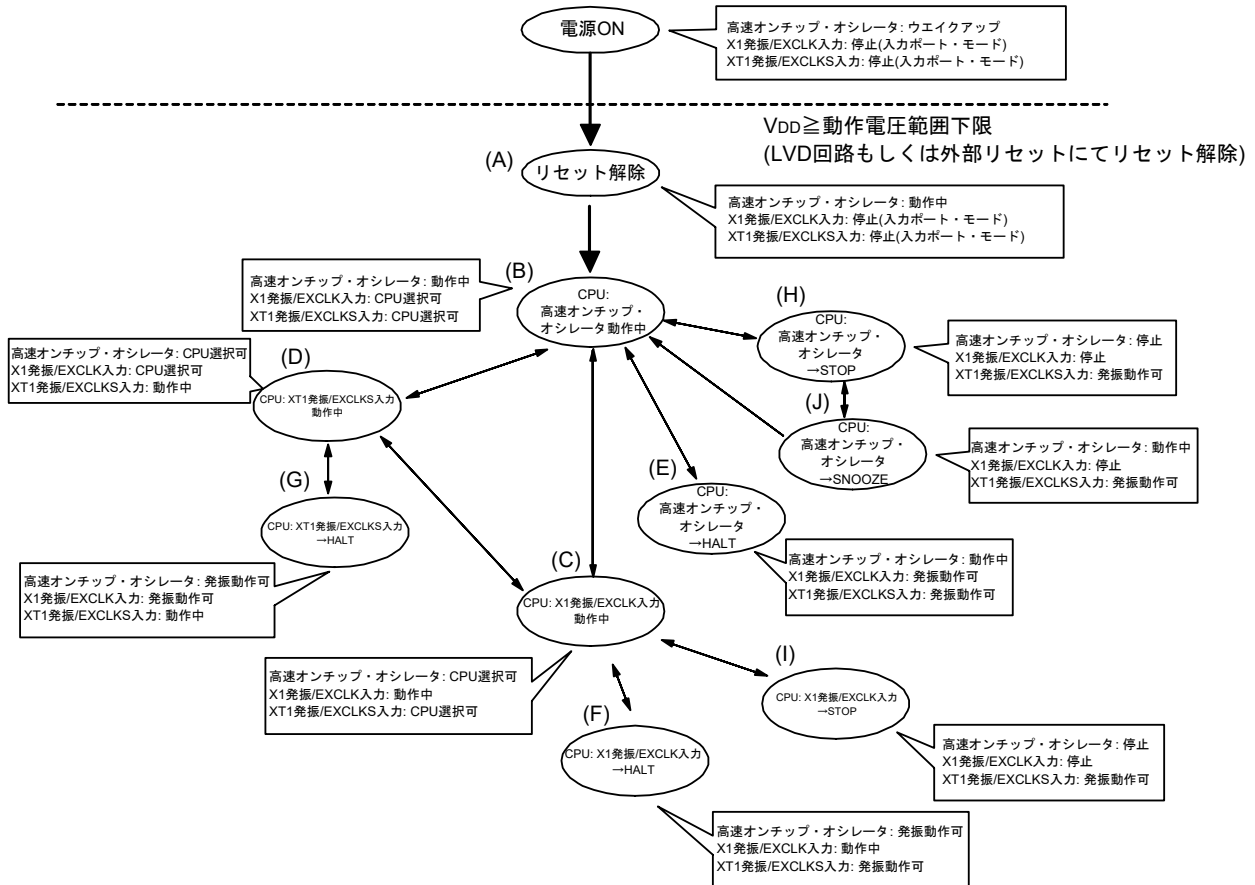 電源ON
高速オンチップ・オシレータ: ウエイクアップ
X1発振/EXCLK入力: 停止(入力ポート・モード)
XT1発振/EXCLKS入力: 停止(入力ポート・モード)
VDD≧動作電圧範囲下限
(LVD回路もしくは外部リセットにてリセット解除)
(A)
リセット解除
高速オンチップ・オシレータ: 動作中
X1発振/EXCLK入力: 停止(入力ポート・モード)
XT1発振/EXCLKS入力: 停止(入力ポート・モード)
(B)
高速オンチップ・オシレータ: 動作中
X1発振/EXCLK入力: CPU選択可
XT1発振/EXCLKS入力: CPU選択可
CPU:
高速オンチップ・
オシレータ動作中
(H)
CPU:
高速オンチップ・
オシレータ
→STOP
高速オンチップ・オシレータ: 停止
X1発振/EXCLK入力: 停止
XT1発振/EXCLKS入力: 発振動作可
(D)
高速オンチップ・オシレータ: CPU選択可
X1発振/EXCLK入力: CPU選択可
XT1発振/EXCLKS入力: 動作中
CPU: XT1発振/EXCLKS入力
動作中
(J)
CPU:
高速オンチップ・
オシレータ
→SNOOZE
高速オンチップ・オシレータ: 動作中
X1発振/EXCLK入力: 停止
XT1発振/EXCLKS入力: 発振動作可
(G)
CPU: XT1発振/EXCLKS入力
→HALT
高速オンチップ・オシレータ: 発振動作可
X1発振/EXCLK入力: 発振動作可
XT1発振/EXCLKS入力: 動作中
(E)
CPU:
高速オンチップ・
オシレータ
→HALT
高速オンチップ・オシレータ: 動作中
X1発振/EXCLK入力: 発振動作可
XT1発振/EXCLKS入力: 発振動作可
(C)
CPU: X1発振/EXCLK入力
動作中
高速オンチップ・オシレータ: CPU選択可
X1発振/EXCLK入力: 動作中
XT1発振/EXCLKS入力: CPU選択可
(I)
CPU: X1発振/EXCLK入力
→STOP
高速オンチップ・オシレータ: 停止
X1発振/EXCLK入力: 停止
XT1発振/EXCLKS入力: 発振動作可
(F)
CPU: X1発振/EXCLK入力
→HALT
高速オンチップ・オシレータ: 発振動作可
X1発振/EXCLK入力: 動作中
XT1発振/EXCLKS入力: 発振動作可